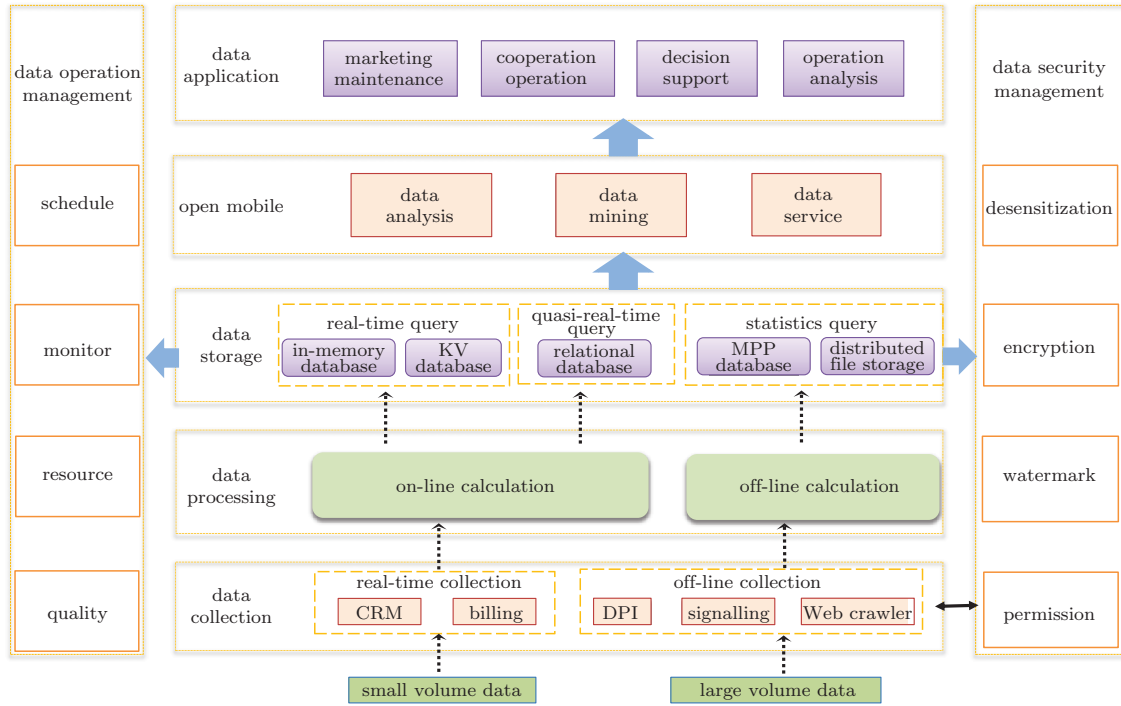 data operation
management
schedule
monitor
resource
quality
data
application
marketing
maintenance
cooperation
operation
decision
support
operation
analysis
open mobile
data
analysis
data
mining
data
service
data
storage
real-time query
in-memory
database
KV
database
quasi-real-time
query
relational
database
statistics query
MPP
database
distributed
file storage
data
processing
on-line calculation
off-line calculation
data
collection
real-time collection
CRM
billing
off-line collection
DPI
signalling
Web crawler
small volume data
large volume data
data security
management
desensitization
encryption
watermark
permission